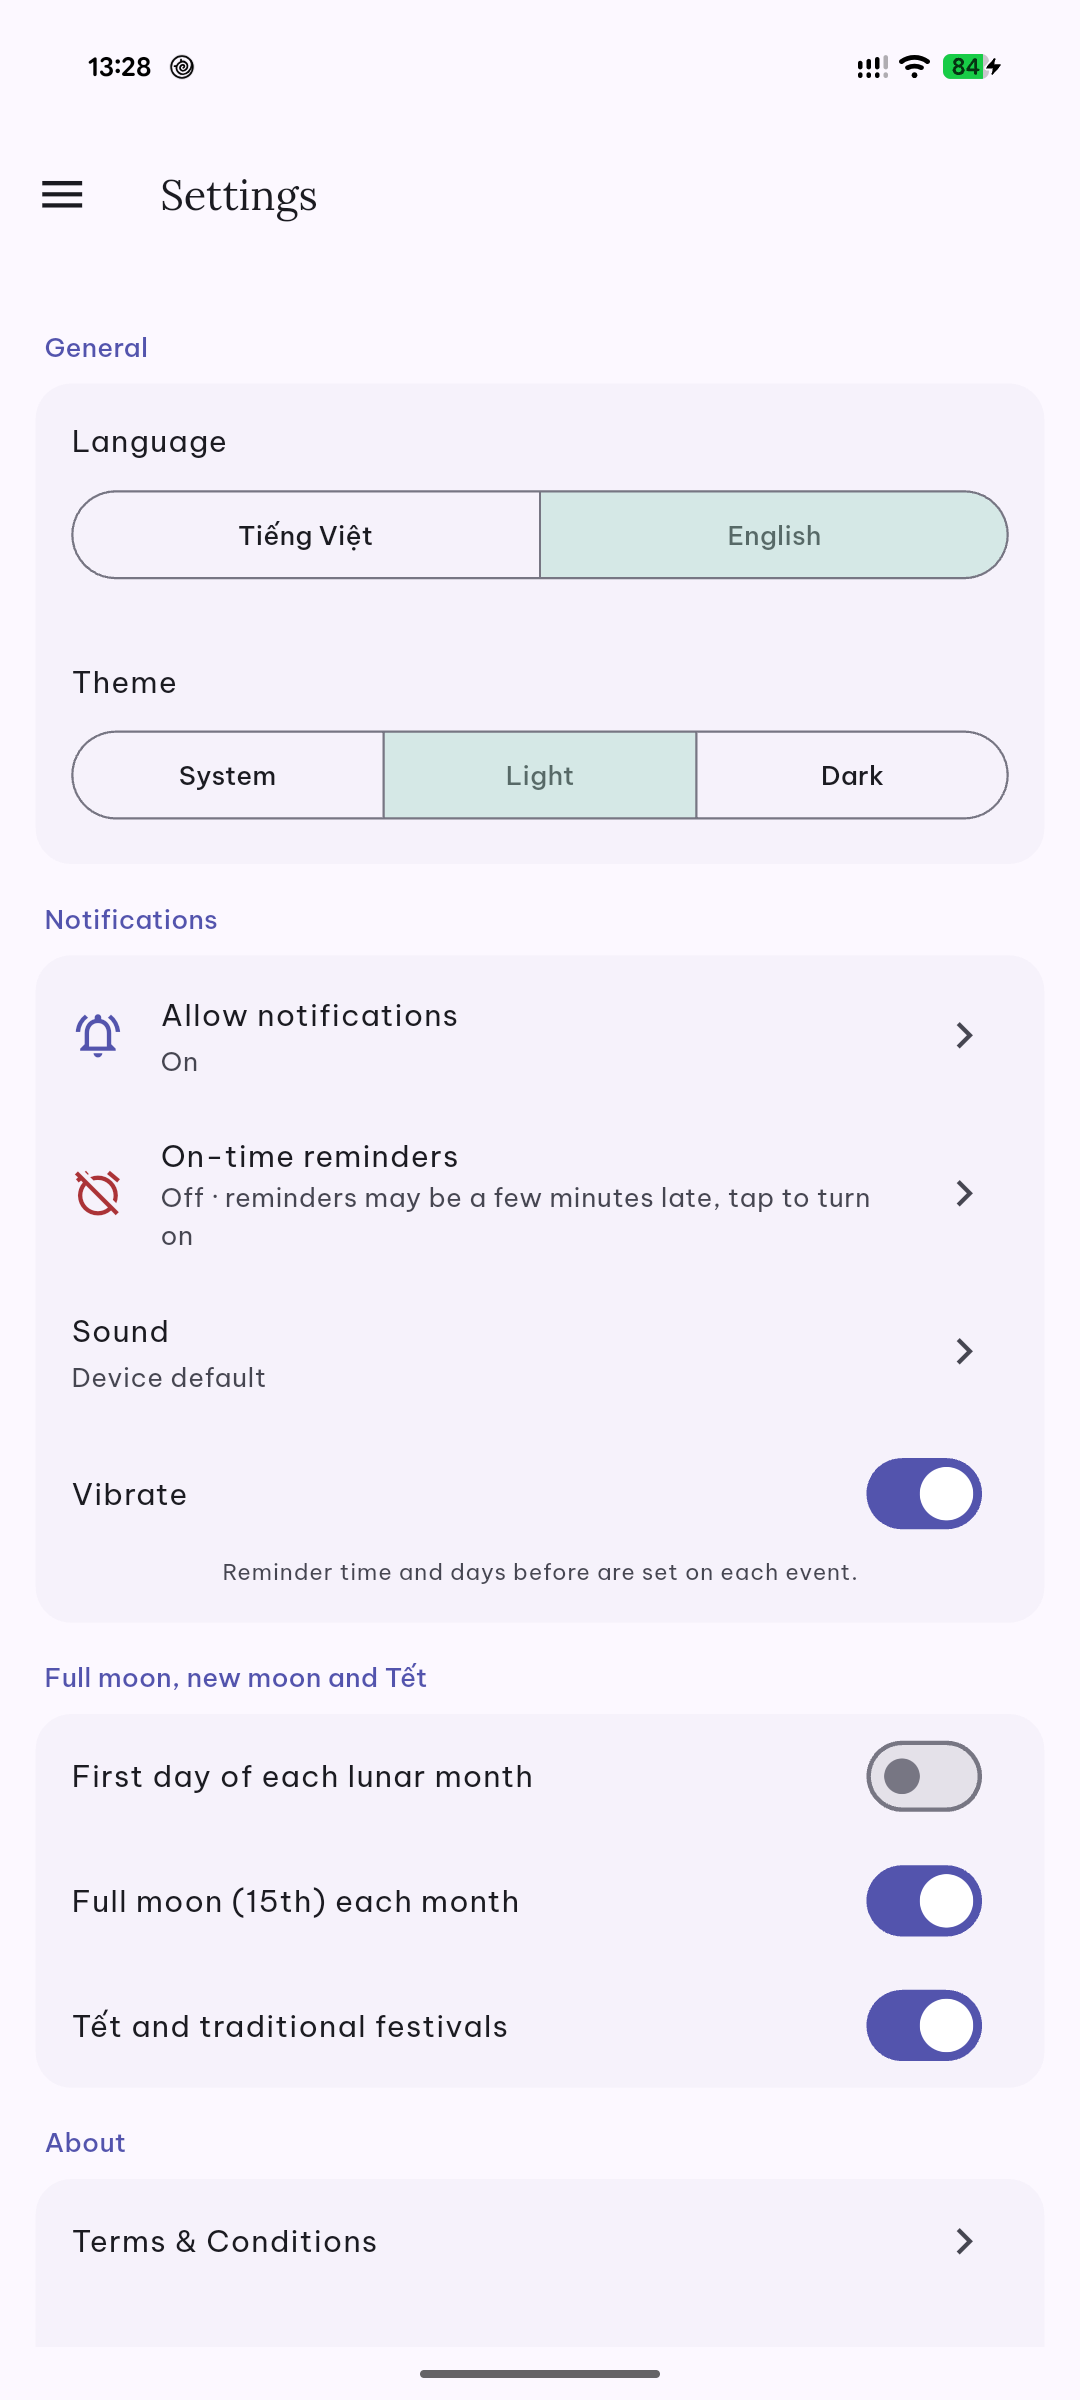 13:28
84
Settings
General
Language
Tiếng Việt
English
Theme
System
Light
Dark
Notifications
Allow notifications
On
On-time reminders
Off · reminders may be a few minutes late, tap to turn
on
Sound
Device default
Vibrate
Reminder time and days before are set on each event.
Full moon, new moon and Tết
First day of each lunar month
Full moon (15th) each month
Tết and traditional festivals
About
Terms & Conditions